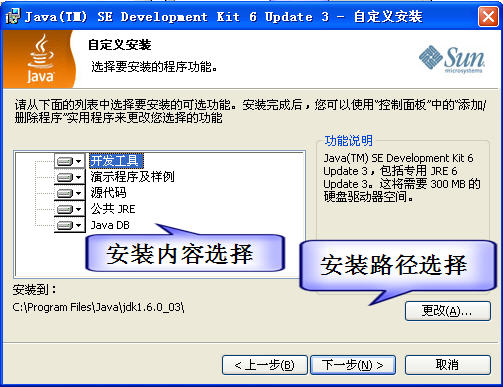 Java(TM) SE Development Kit 6 Update 3 - 自定义安装
Java
自定义安装
选择要安装的程序功能。
Sun
microsystems
请从下面的列表中选择要安装的可选功能。安装完成后，您可以使用“控制面板”中的“添加/
删除程序”实用程序来更改您选择的功能
开发工具
演示程序及样例
源代码
公共 JRE
Java DB
功能说明
Java(TM) SE Development Kit 6
Update 3，包括专用 JRE 6
Update 3。这将需要 300 MB 的
硬盘驱动器空间。
安装内容选择
安装路径选择
安装到：
C:\Program Files\Java\jdk1.6.0_03\
更改(A)...
< 上一步(B)
下一步(N) >
取消